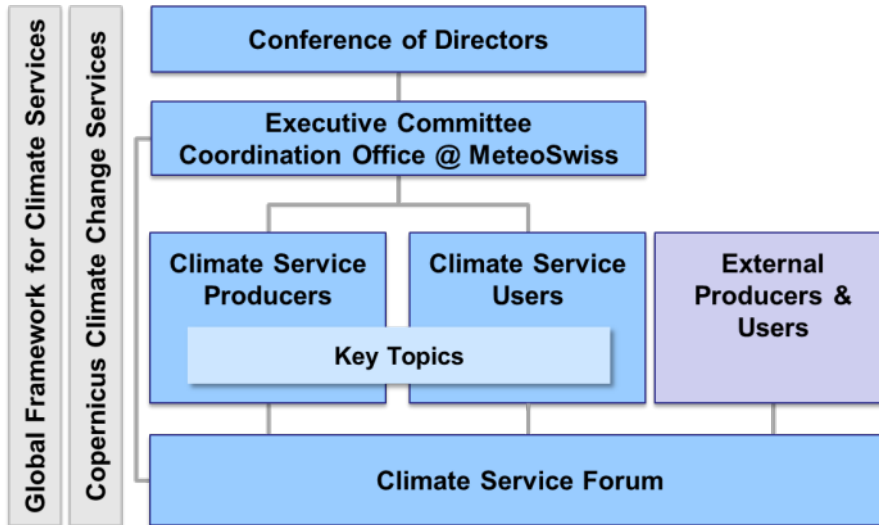 Global Framework for Climate Services
Copernicus Climate Change Services
Conference of Directors
Executive Committee
Coordination Office @ MeteoSwiss
Climate Service
Producers
Climate Service
Users
External
Producers &
Users
Key Topics
Climate Service Forum